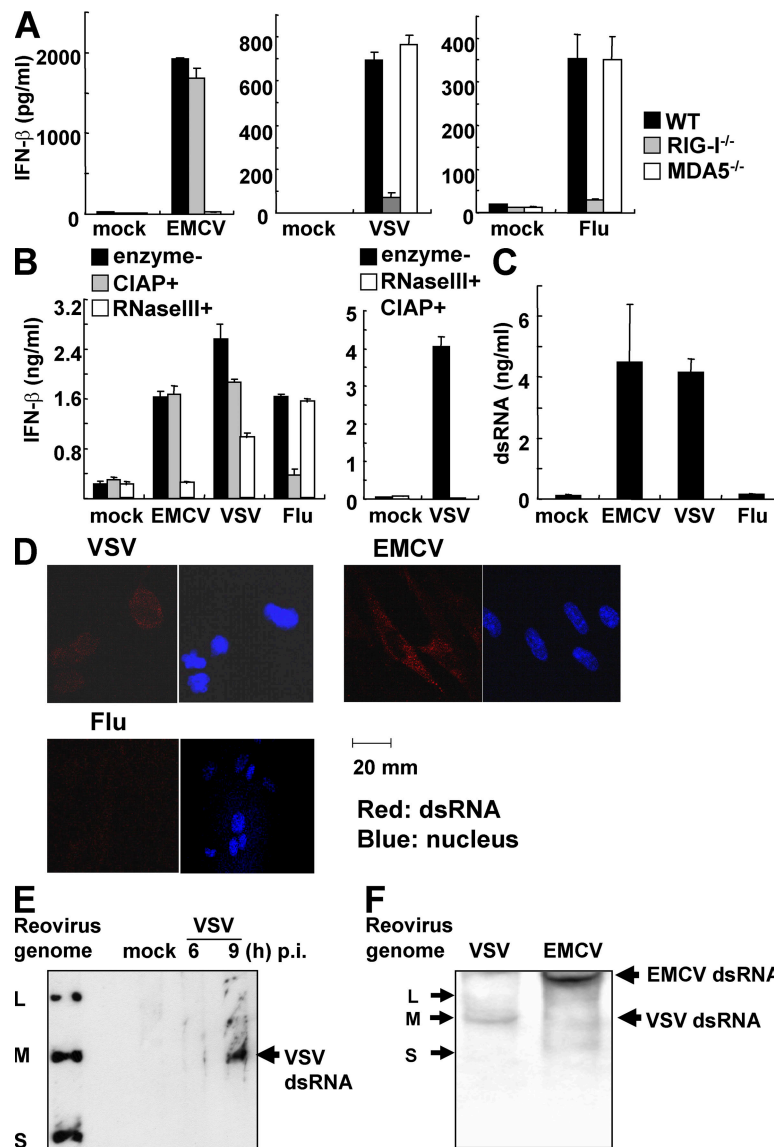 A
IFN-β (pg/ml)
2000
1000
0
mock EMCV
800
600
400
200
0
mock VSV
400
300
200
100
0
mock Flu
WT
RIG-I-/-
MDA5-/-
B
enzyme-
CIAP+
RNaseIII+
IFN-β (ng/ml)
3.2
2.4
1.6
0.8
mock EMCV VSV Flu
enzyme-
RNaseIII+
CIAP+
5
4
3
2
1
0
mock VSV
C
dsRNA (ng/ml)
6
4
2
0
mock EMCV VSV Flu
D
VSV
EMCV
Flu
20 mm
Red: dsRNA
Blue: nucleus
E
Reovirus
genome
mock
VSV
6 9 (h) p.i.
L
M
S
VSV
dsRNA
F
Reovirus
genome
VSV EMCV
L
M
S
EMCV dsRNA
VSV dsRNA